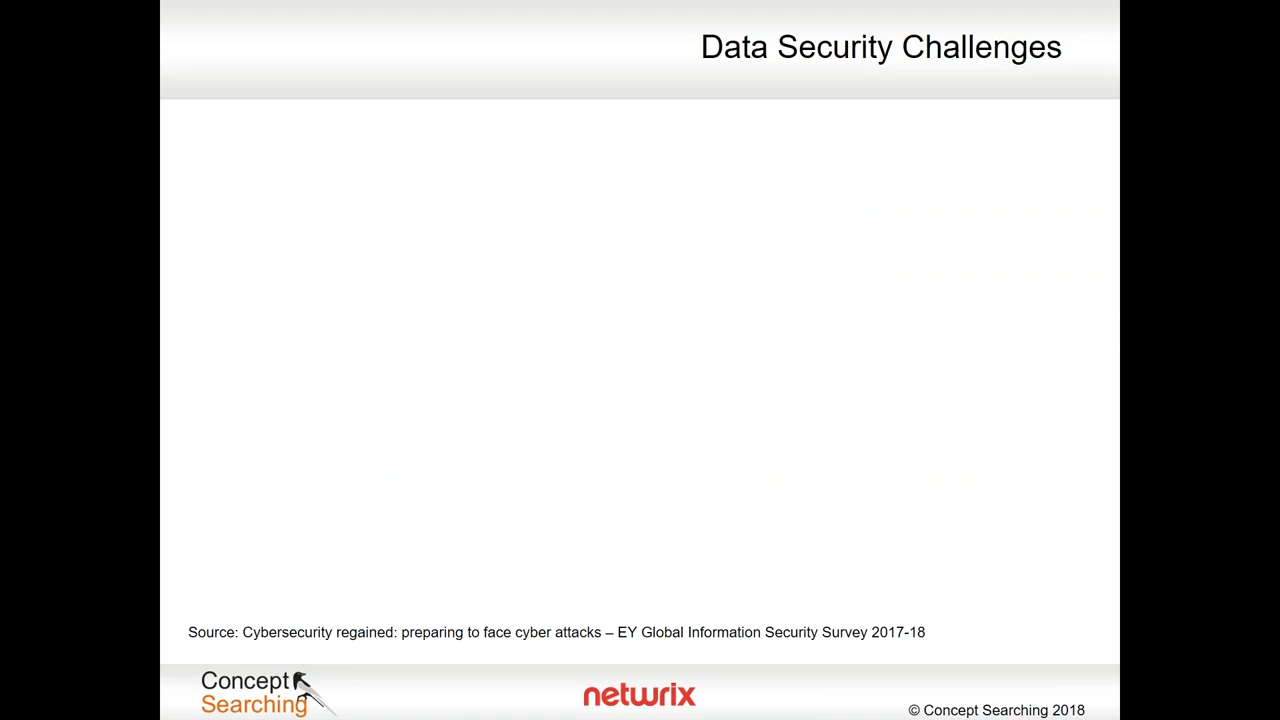 Data Security Challenges
Source: Cybersecurity regained: preparing to face cyber attacks – EY Global Information Security Survey 2017-18
Concept
Searching
netwrix
© Concept Searching 2018